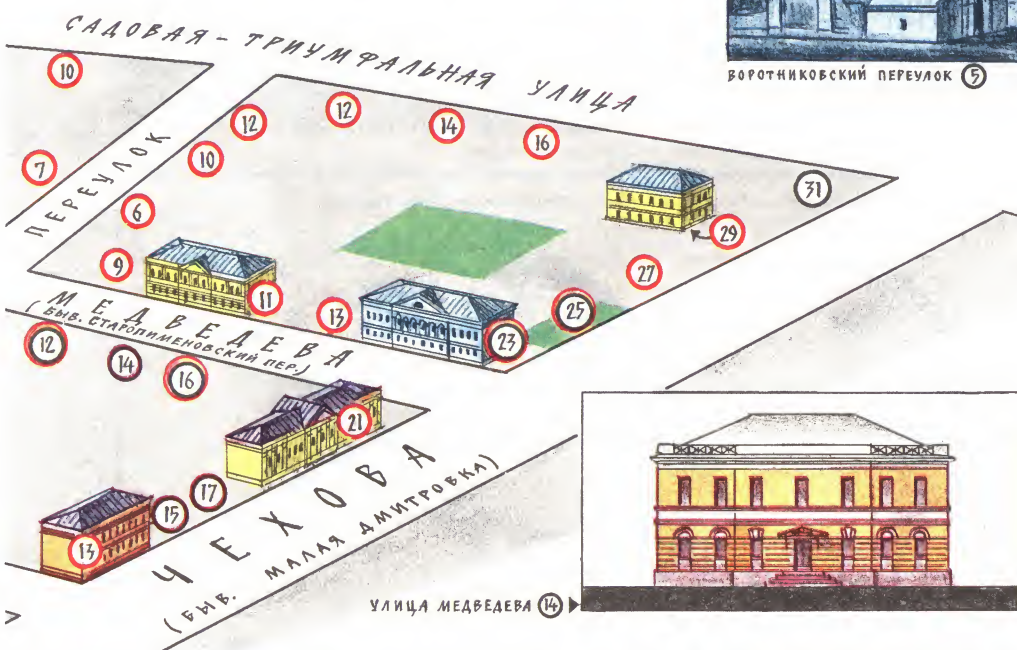 САДОВАЯ - ТРИУМФАЛЬНАЯ УЛИЦА
ВОРОТНИКОВСКИЙ ПЕРЕУЛОК 5
10
12
12
14
16
7
ПЕРЕУЛОК
10
31
6
29
9
11
27
13
25
23
МЕДВЕДЕВА
(БЫВ. СТАРОПИМЕНОВСКИЙ ПЕР.)
12
14
16
21
17
15
13
ЧЕХОВА
(БЫВ. МАЛАЯ ДМИТРОВКА)
УЛИЦА МЕДВЕДЕВА 14